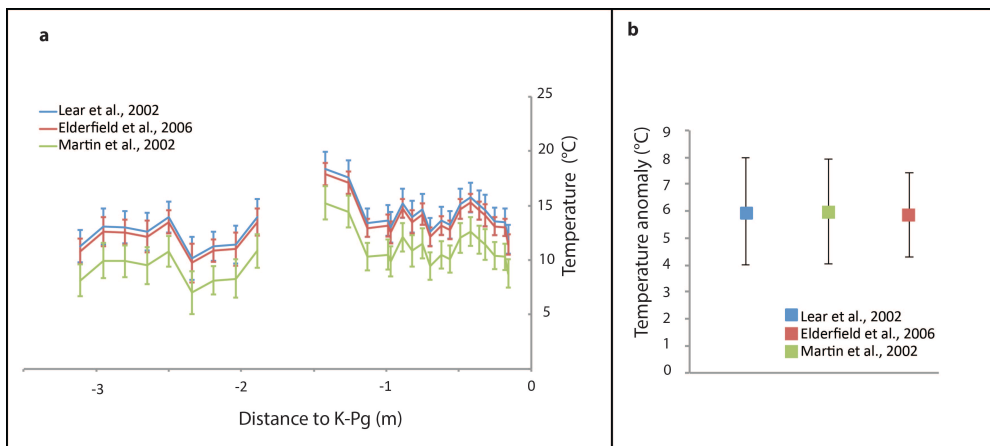 a
Lear et al., 2002
Elderfield et al., 2006
Martin et al., 2002
25
20
15
10
5
Temperature (°C)
-3
-2
-1
0
Distance to K-Pg (m)
b
9
8
7
6
5
4
3
2
1
0
Temperature anomaly (°C)
Lear et al., 2002
Elderfield et al., 2006
Martin et al., 2002